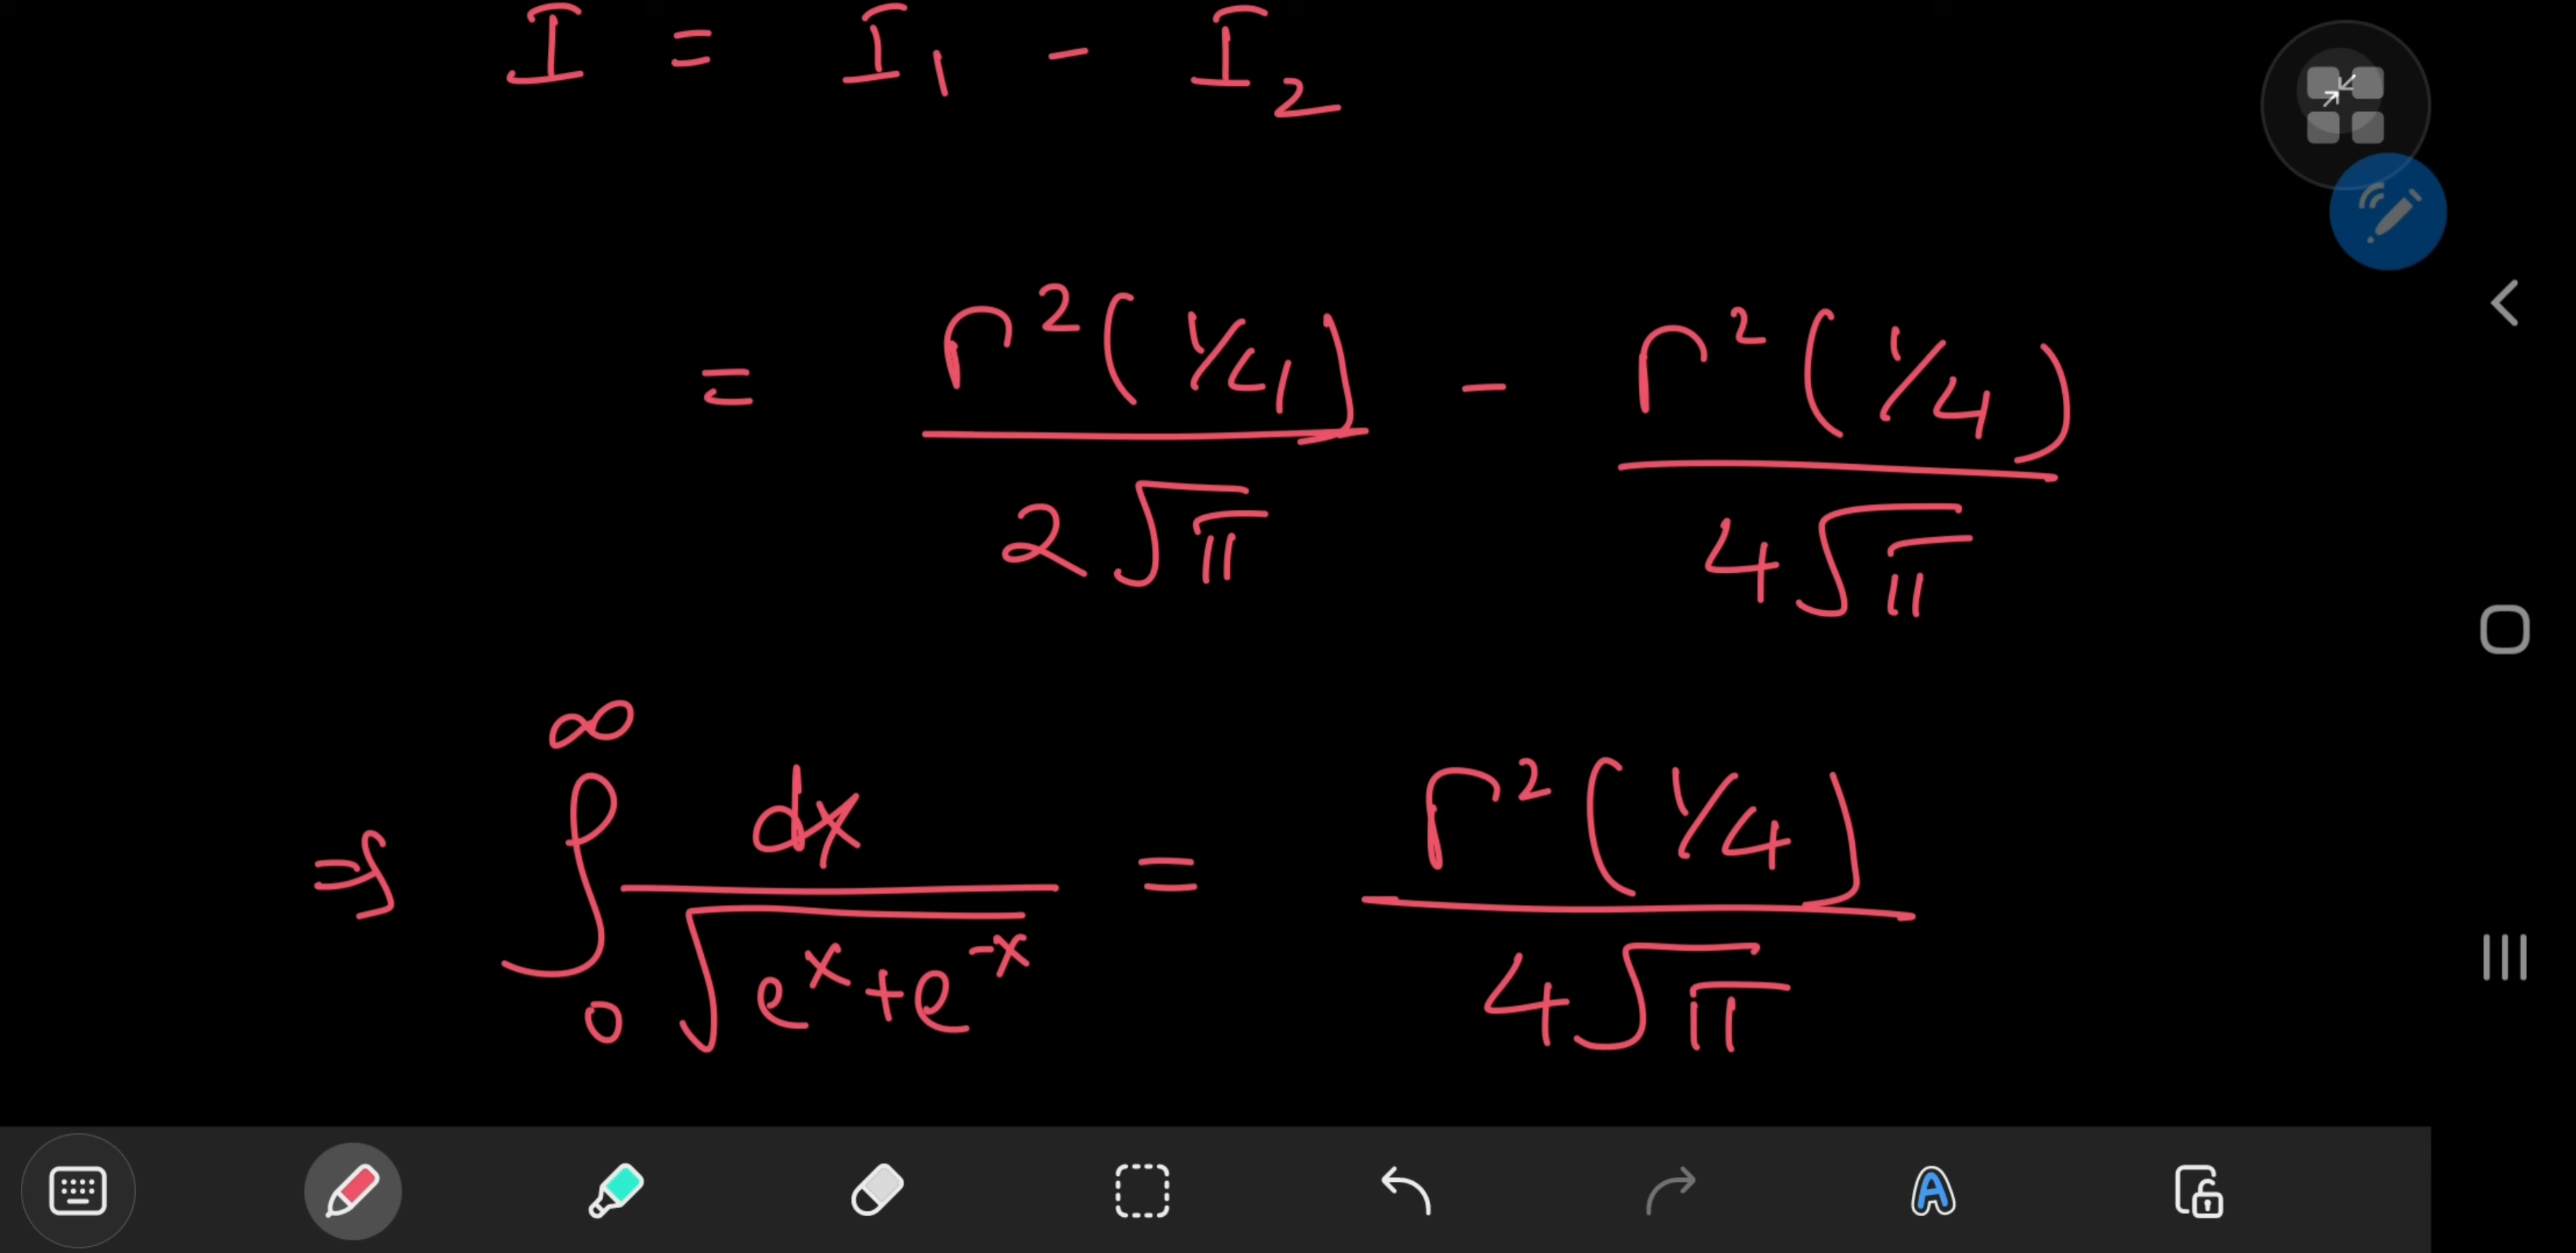 I = I₁ - I₂
= Γ²(1/4)/2√π - Γ²(1/4)/4√π
⇒ ∫₀^∞ dx/√(eˣ+e⁻ˣ) = Γ²(1/4)/4√π
A